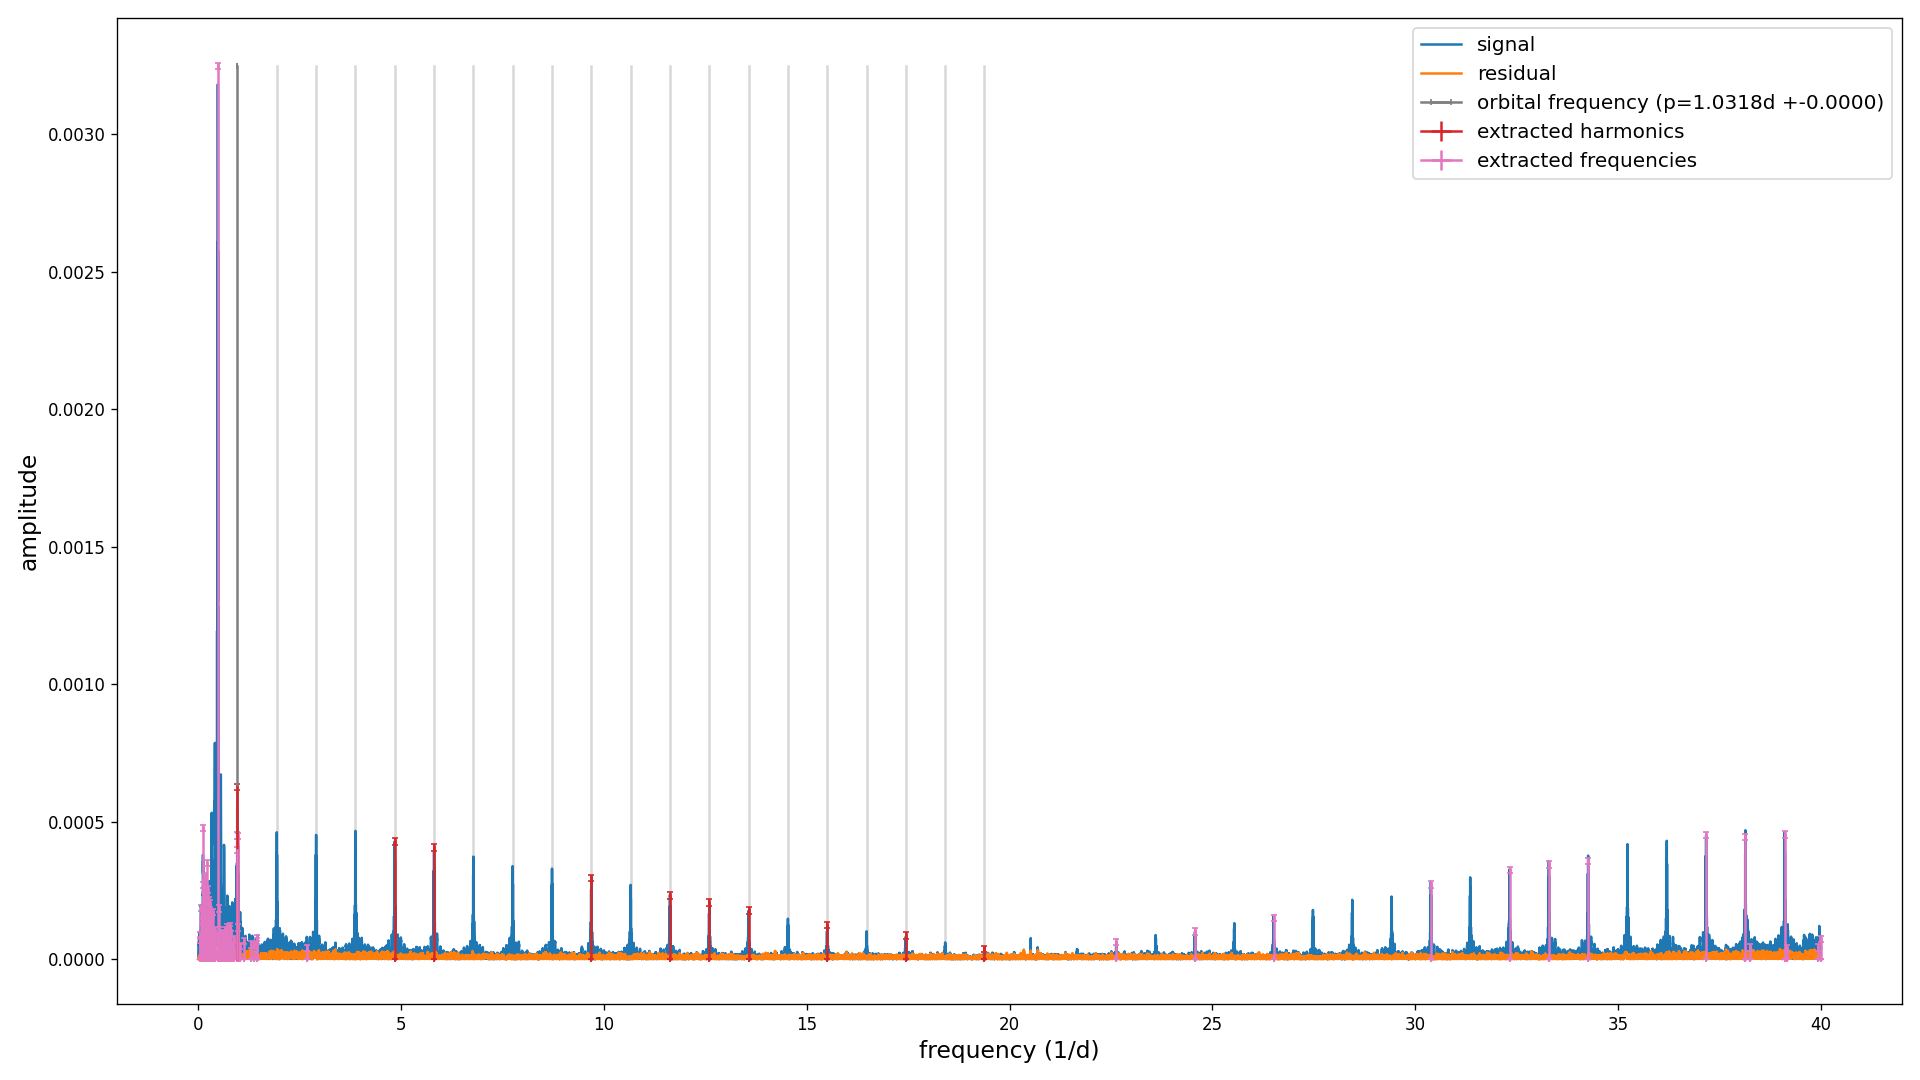 signal
residual
orbital frequency (p=1.0318d +-0.0000)
extracted harmonics
extracted frequencies
0.0030
0.0025
0.0020
0.0015
0.0010
0.0005
0.0000
amplitude
0 5 10 15 20 25 30 35 40
frequency (1/d)